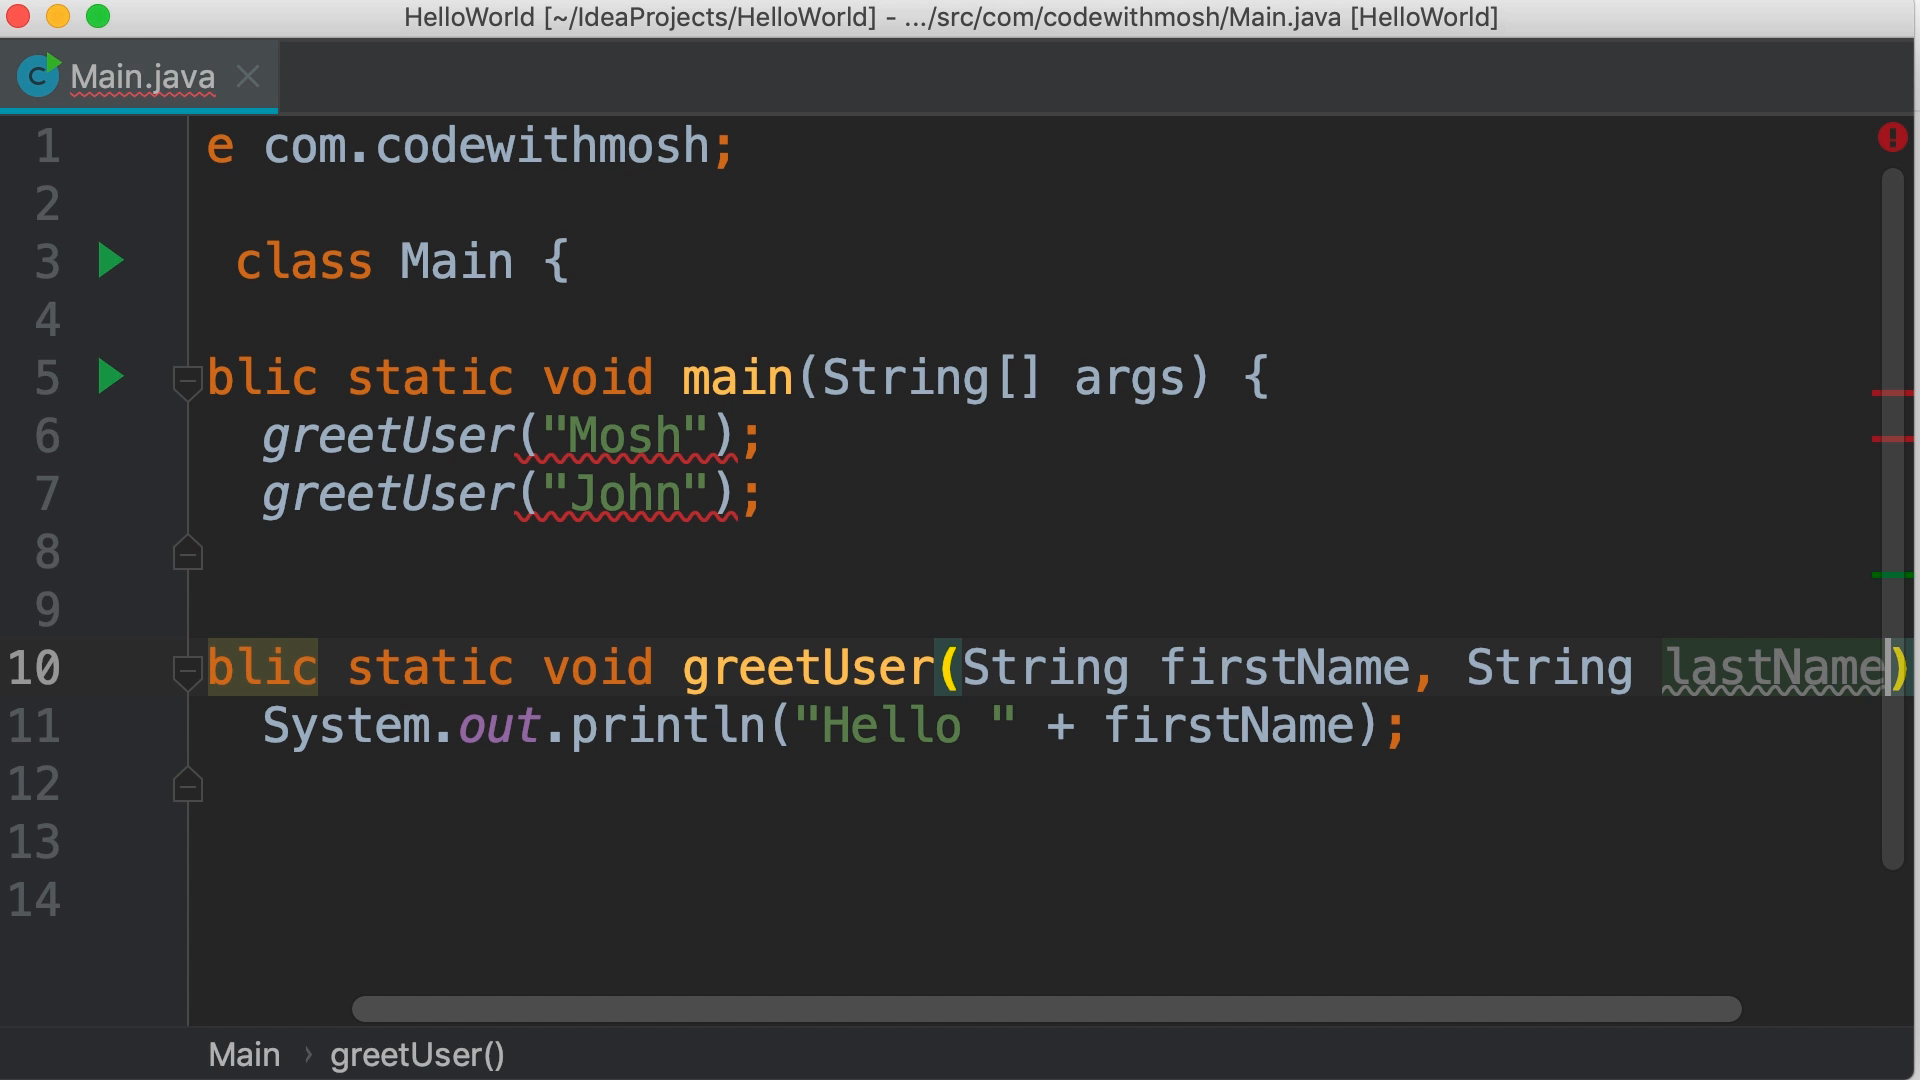 HelloWorld [~/IdeaProjects/HelloWorld] - .../src/com/codewithmosh/Main.java [HelloWorld]
C Main.java
1 e com.codewithmosh;
2
3 class Main {
4
5 blic static void main(String[] args) {
6 greetUser("Mosh");
7 greetUser("John");
8
9
10 blic static void greetUser(String firstName, String lastName)
11 System.out.println("Hello " + firstName);
12
13
14
Main › greetUser()